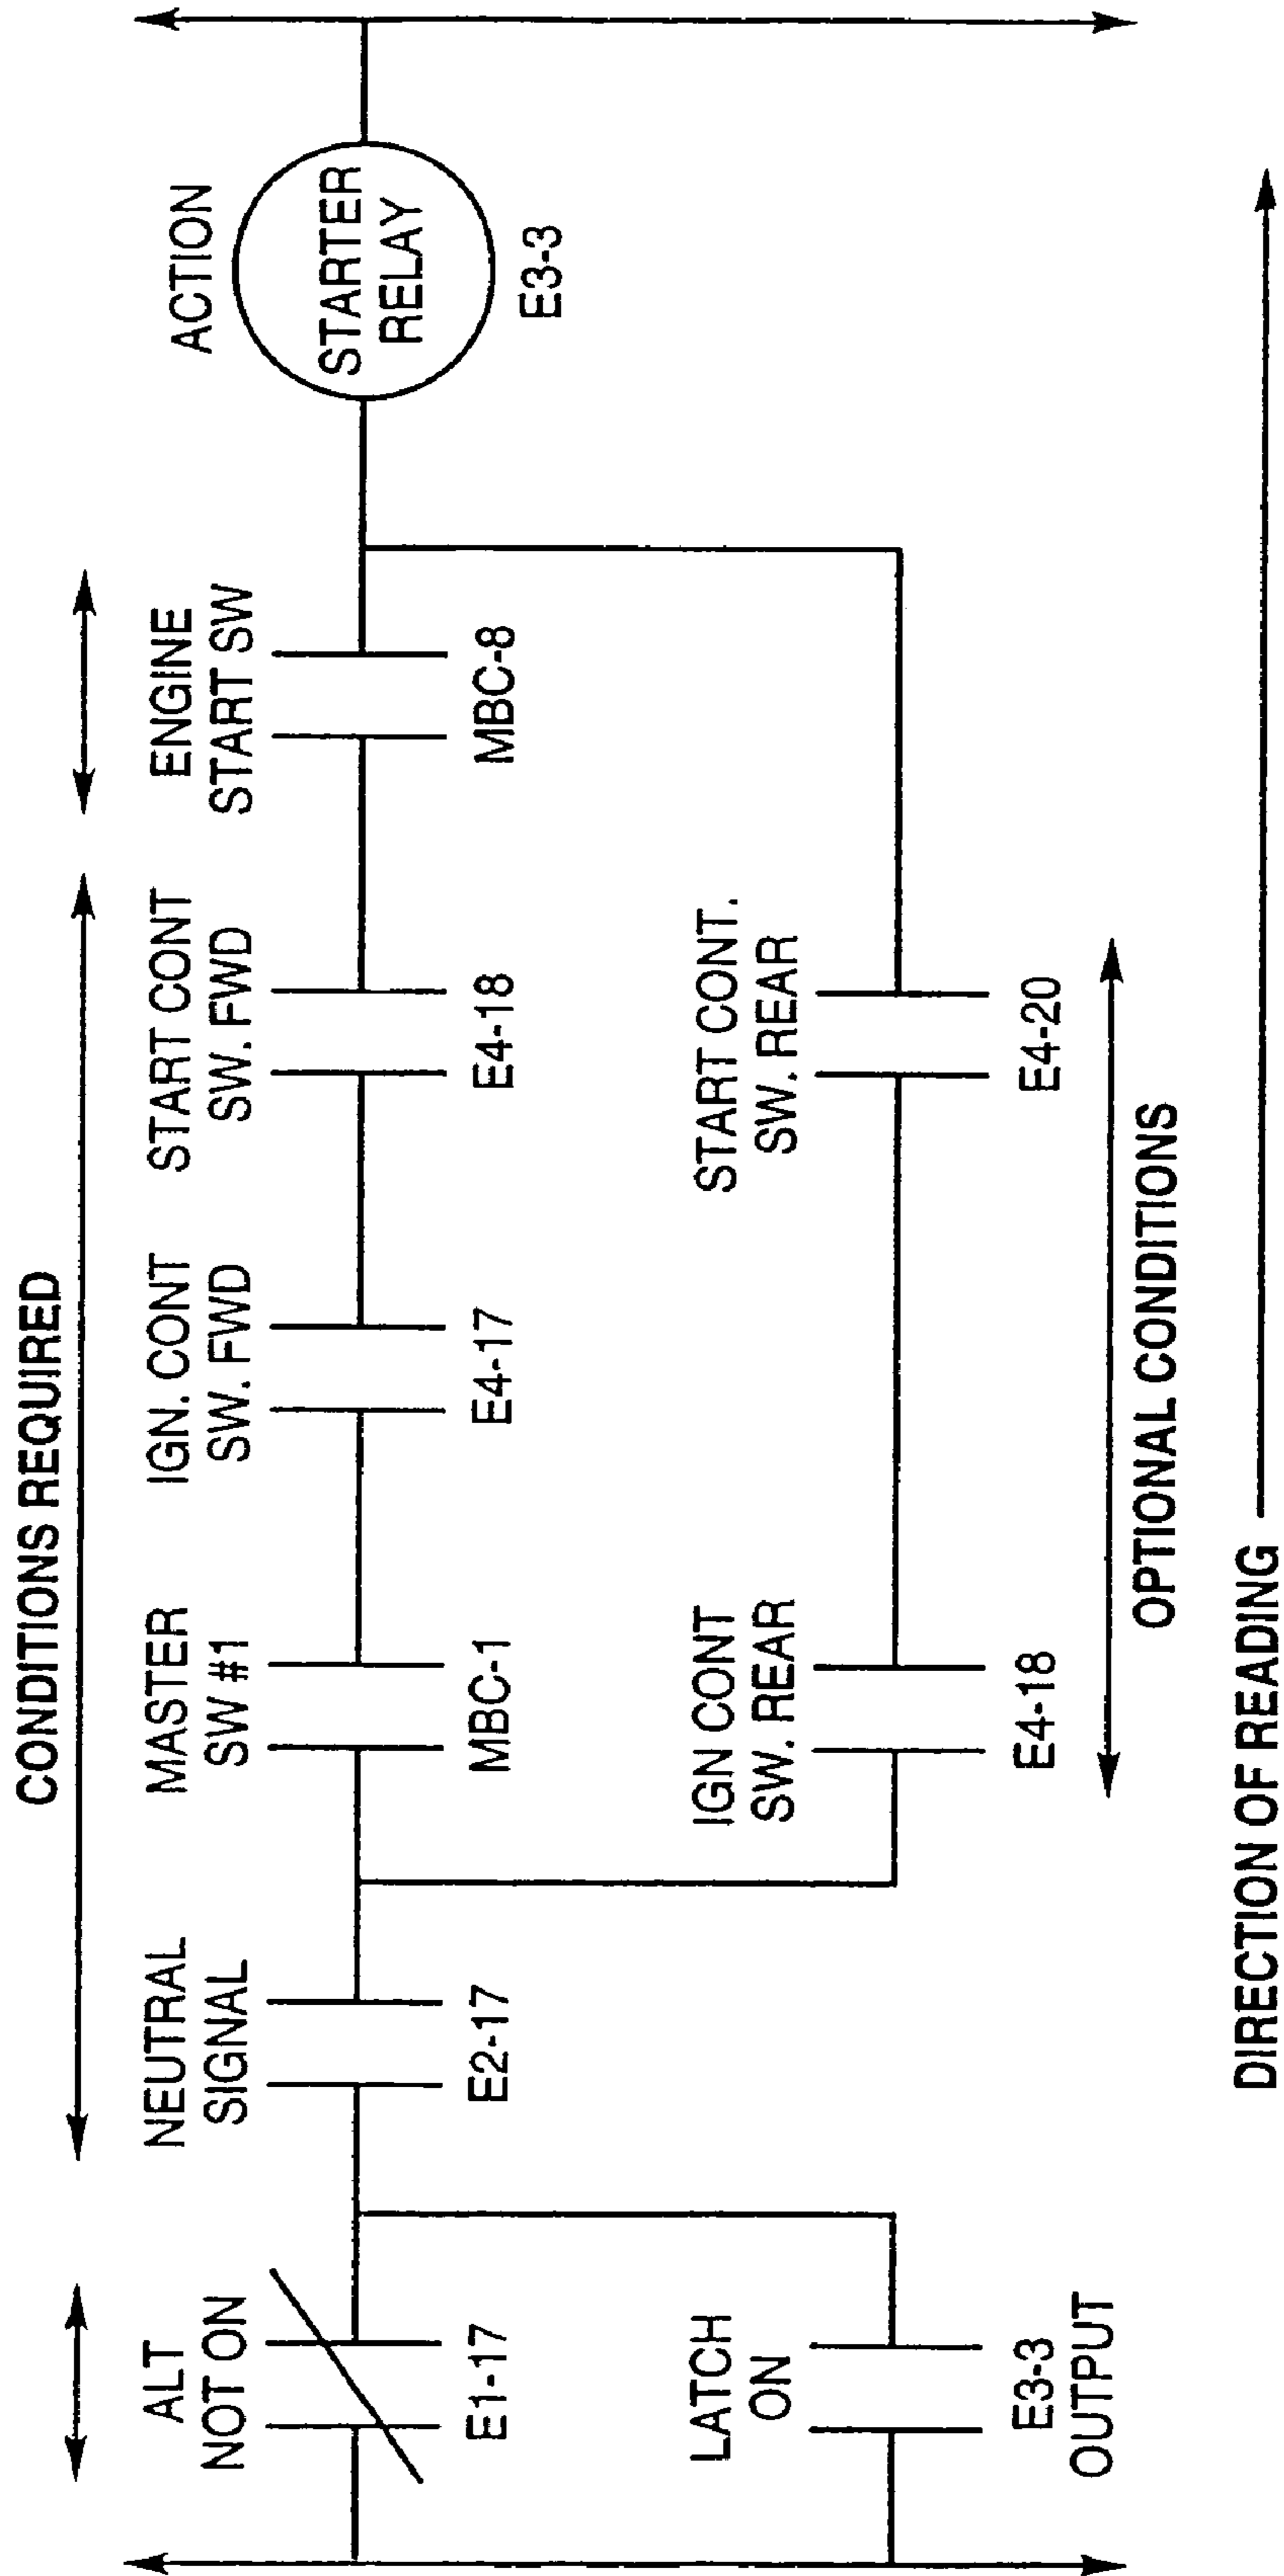 CONDITIONS REQUIRED
ALT
NOT ON
E1-17
NEUTRAL
SIGNAL
E2-17
MASTER
SW #1
MBC-1
IGN. CONT
SW. FWD
E4-17
START CONT
SW. FWD
E4-18
ENGINE
START SW
MBC-8
ACTION
STARTER
RELAY
E3-3
LATCH
ON
E3-3
OUTPUT
IGN CONT
SW. REAR
E4-18
START CONT.
SW. REAR
E4-20
OPTIONAL CONDITIONS
DIRECTION OF READING